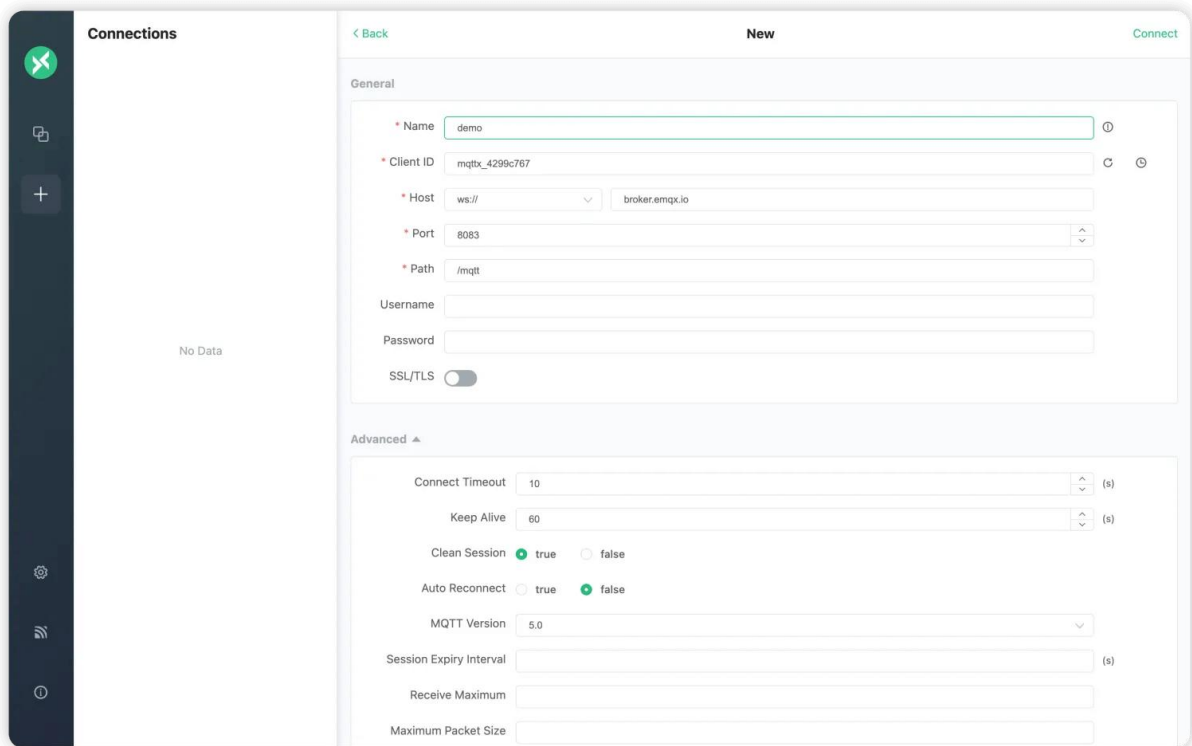 Connections
< Back
New
Connect
General
* Name demo
* Client ID mqttx_4299c767
* Host ws:// broker.emqx.io
* Port 8083
* Path /mqtt
Username
Password
No Data
SSL/TLS
Advanced
Connect Timeout 10 (s)
Keep Alive 60 (s)
Clean Session true false
Auto Reconnect true false
MQTT Version 5.0
Session Expiry Interval (s)
Receive Maximum
Maximum Packet Size